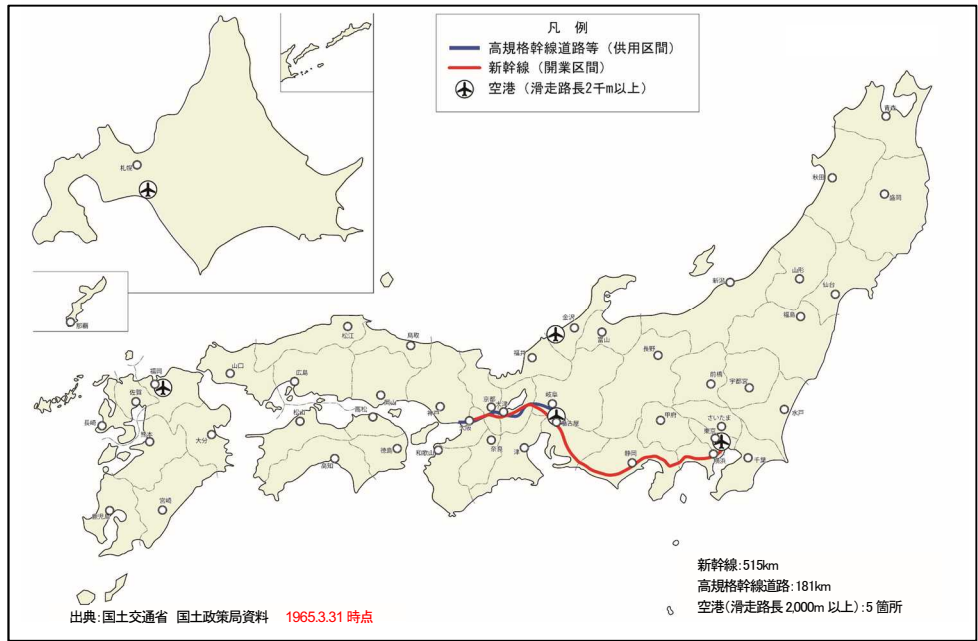 凡 例
高規格幹線道路等（供用区間）
新幹線（開業区間）
空港（滑走路長2千m以上）
青森
札幌
秋田
盛岡
那覇
新潟
山形
仙台
福島
金沢
富山
長野
福井
前橋
宇都宮
水戸
松江
鳥取
山口
広島
岡山
神戸
京都
大津
岐阜
名古屋
甲府
さいたま
東京
横浜
千葉
静岡
福岡
佐賀
長崎
熊本
大分
松山
高松
徳島
高知
大阪
和歌山
奈良
津
宮崎
鹿児島
新幹線:515km
高規格幹線道路:181km
空港(滑走路長2,000m 以上):5 箇所
出典:国土交通省 国土政策局資料 1965.3.31 時点